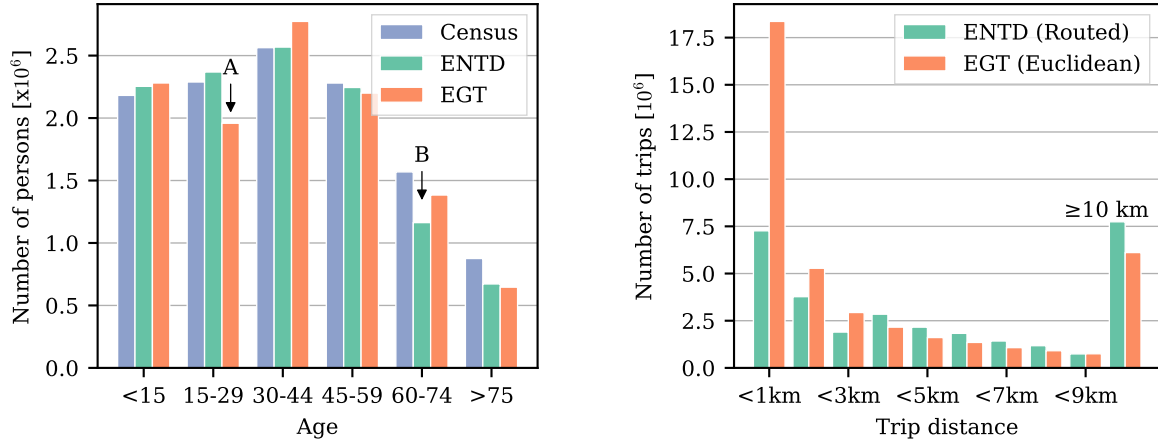 Number of persons [x10⁶]
2.5
2.0
1.5
1.0
0.5
0.0
Census
ENTD
EGT
A
B
<15 15-29 30-44 45-59 60-74 >75
Age
Number of trips [10⁶]
17.5
15.0
12.5
10.0
7.5
5.0
2.5
0.0
ENTD (Routed)
EGT (Euclidean)
≥10 km
<1km <3km <5km <7km <9km
Trip distance